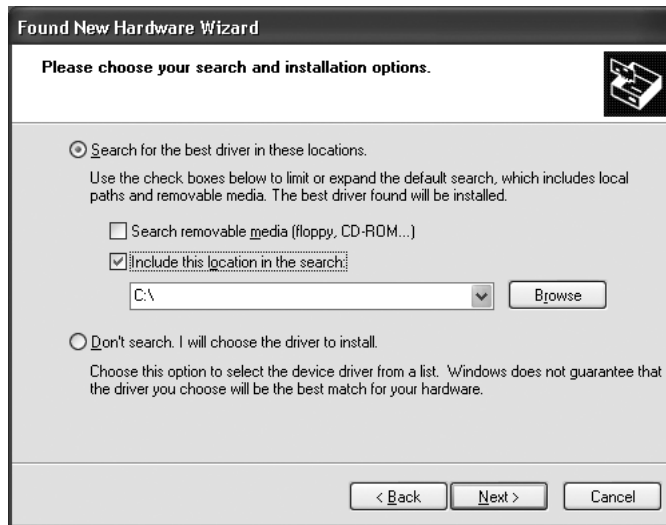 Found New Hardware Wizard
Please choose your search and installation options.
Search for the best driver in these locations.
Use the check boxes below to limit or expand the default search, which includes local
paths and removable media. The best driver found will be installed.
Search removable media (floppy, CD-ROM...)
Include this location in the search:
C:\
Browse
Don't search. I will choose the driver to install.
Choose this option to select the device driver from a list. Windows does not guarantee that
the driver you choose will be the best match for your hardware.
< Back
Next >
Cancel